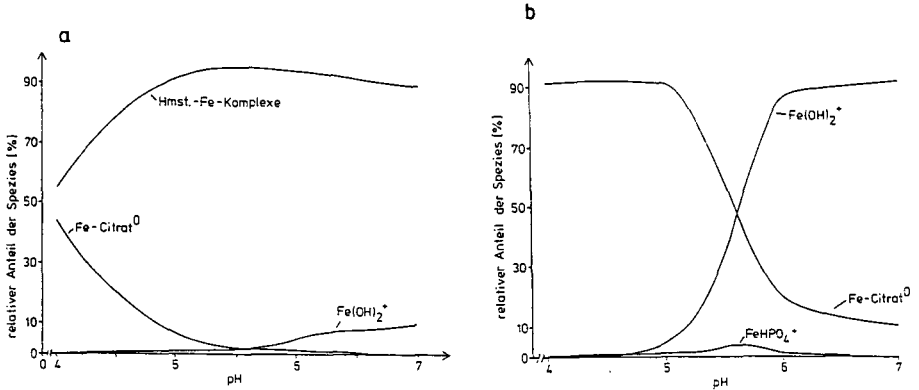 a
relativer Anteil der Spezies (%)
90
70
50
30
10
0
Hmst.-Fe-Komplexe
Fe-Citrat0
Fe(OH)2+
0 4
5
5
6
7
pH
b
relativer Anteil der Spezies (%)
90
70
50
30
10
0
Fe(OH)2+
Fe-Citrat0
FeHPO4+
4
5
6
7
pH